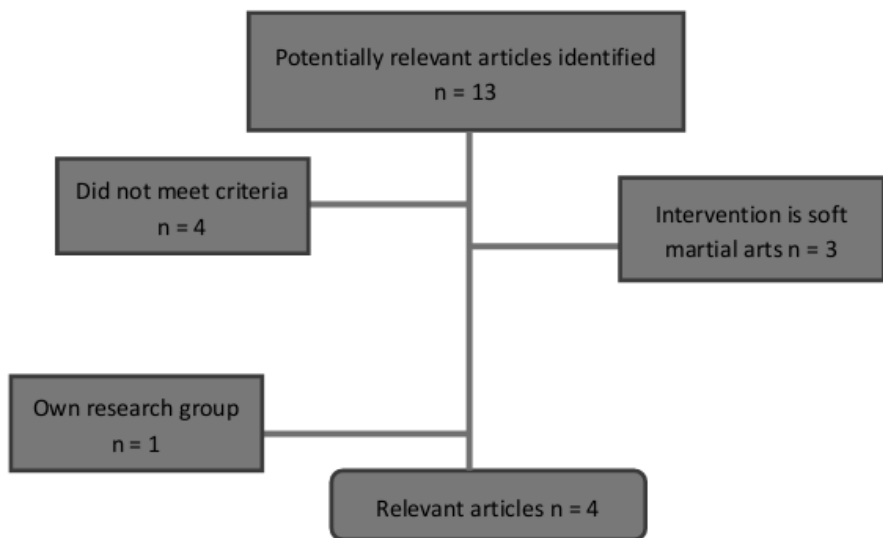 Potentially relevant articles identified
n = 13
Did not meet criteria
n = 4
Intervention is soft
martial arts n = 3
Own research group
n = 1
Relevant articles n = 4